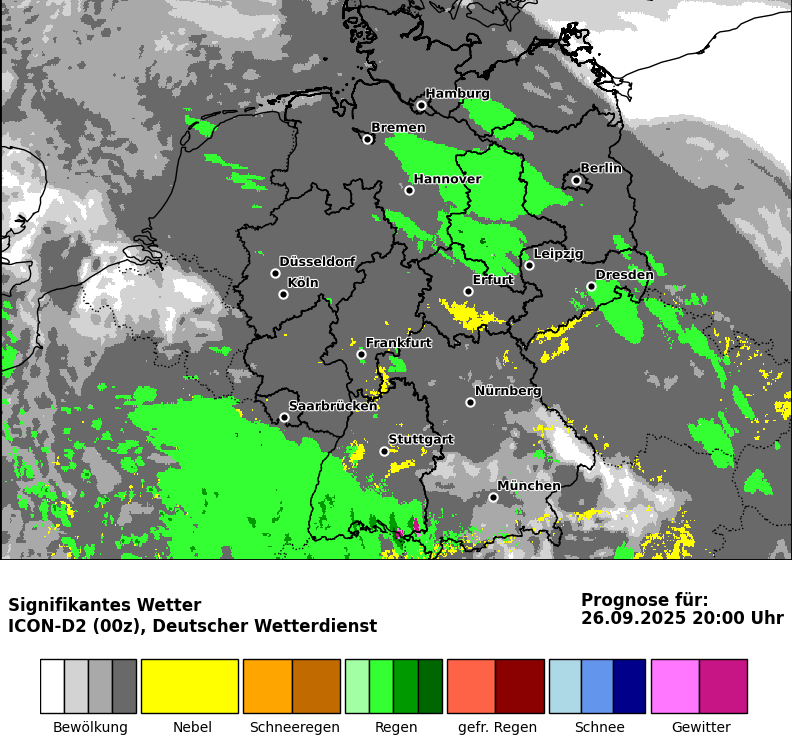 Hamburg
Bremen
Berlin
Hannover
Düsseldorf
Leipzig
Köln
Erfurt
Dresden
Frankfurt
Nürnberg
Saarbrücken
Stuttgart
München
Signifikantes Wetter
ICON-D2 (00z), Deutscher Wetterdienst
Prognose für:
26.09.2025 20:00 Uhr
Bewölkung Nebel Schneeregen Regen gefr. Regen Schnee Gewitter